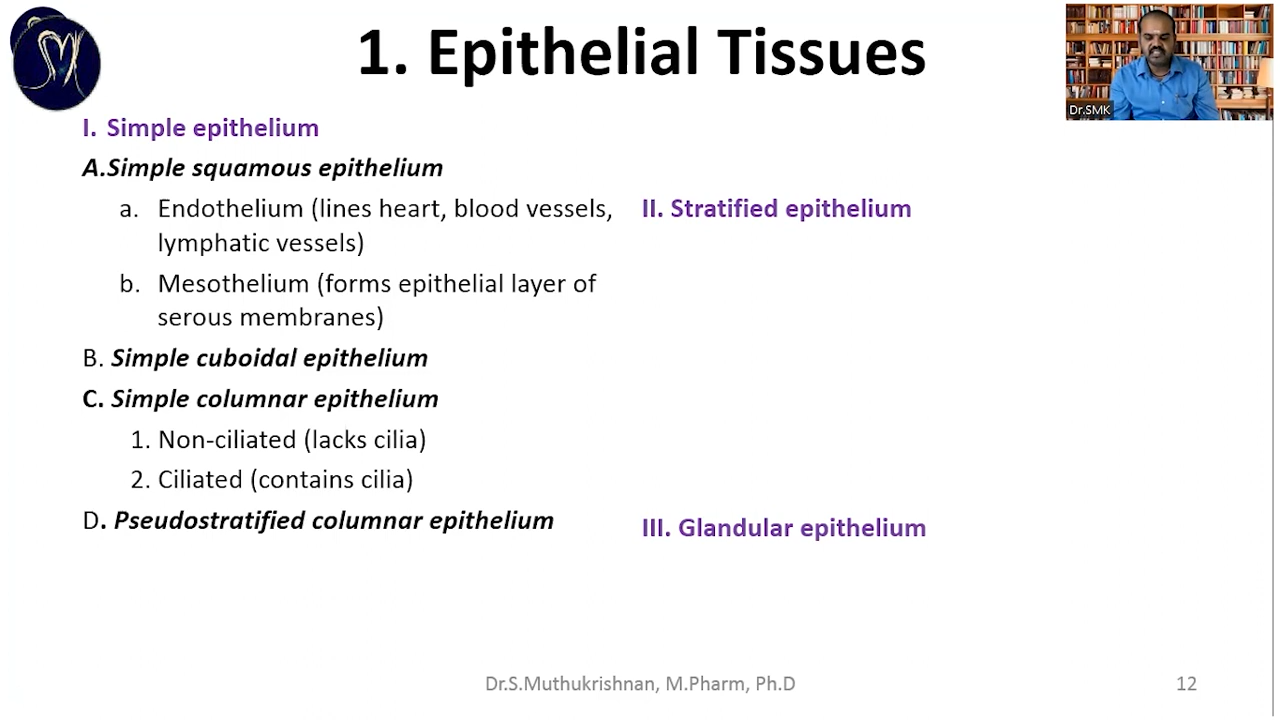 1. Epithelial Tissues
Dr.SMK
I. Simple epithelium
A.Simple squamous epithelium
a. Endothelium (lines heart, blood vessels,
lymphatic vessels)
b. Mesothelium (forms epithelial layer of
serous membranes)
B. Simple cuboidal epithelium
C. Simple columnar epithelium
1. Non-ciliated (lacks cilia)
2. Ciliated (contains cilia)
D. Pseudostratified columnar epithelium
II. Stratified epithelium
III. Glandular epithelium
Dr.S.Muthukrishnan, M.Pharm, Ph.D
12